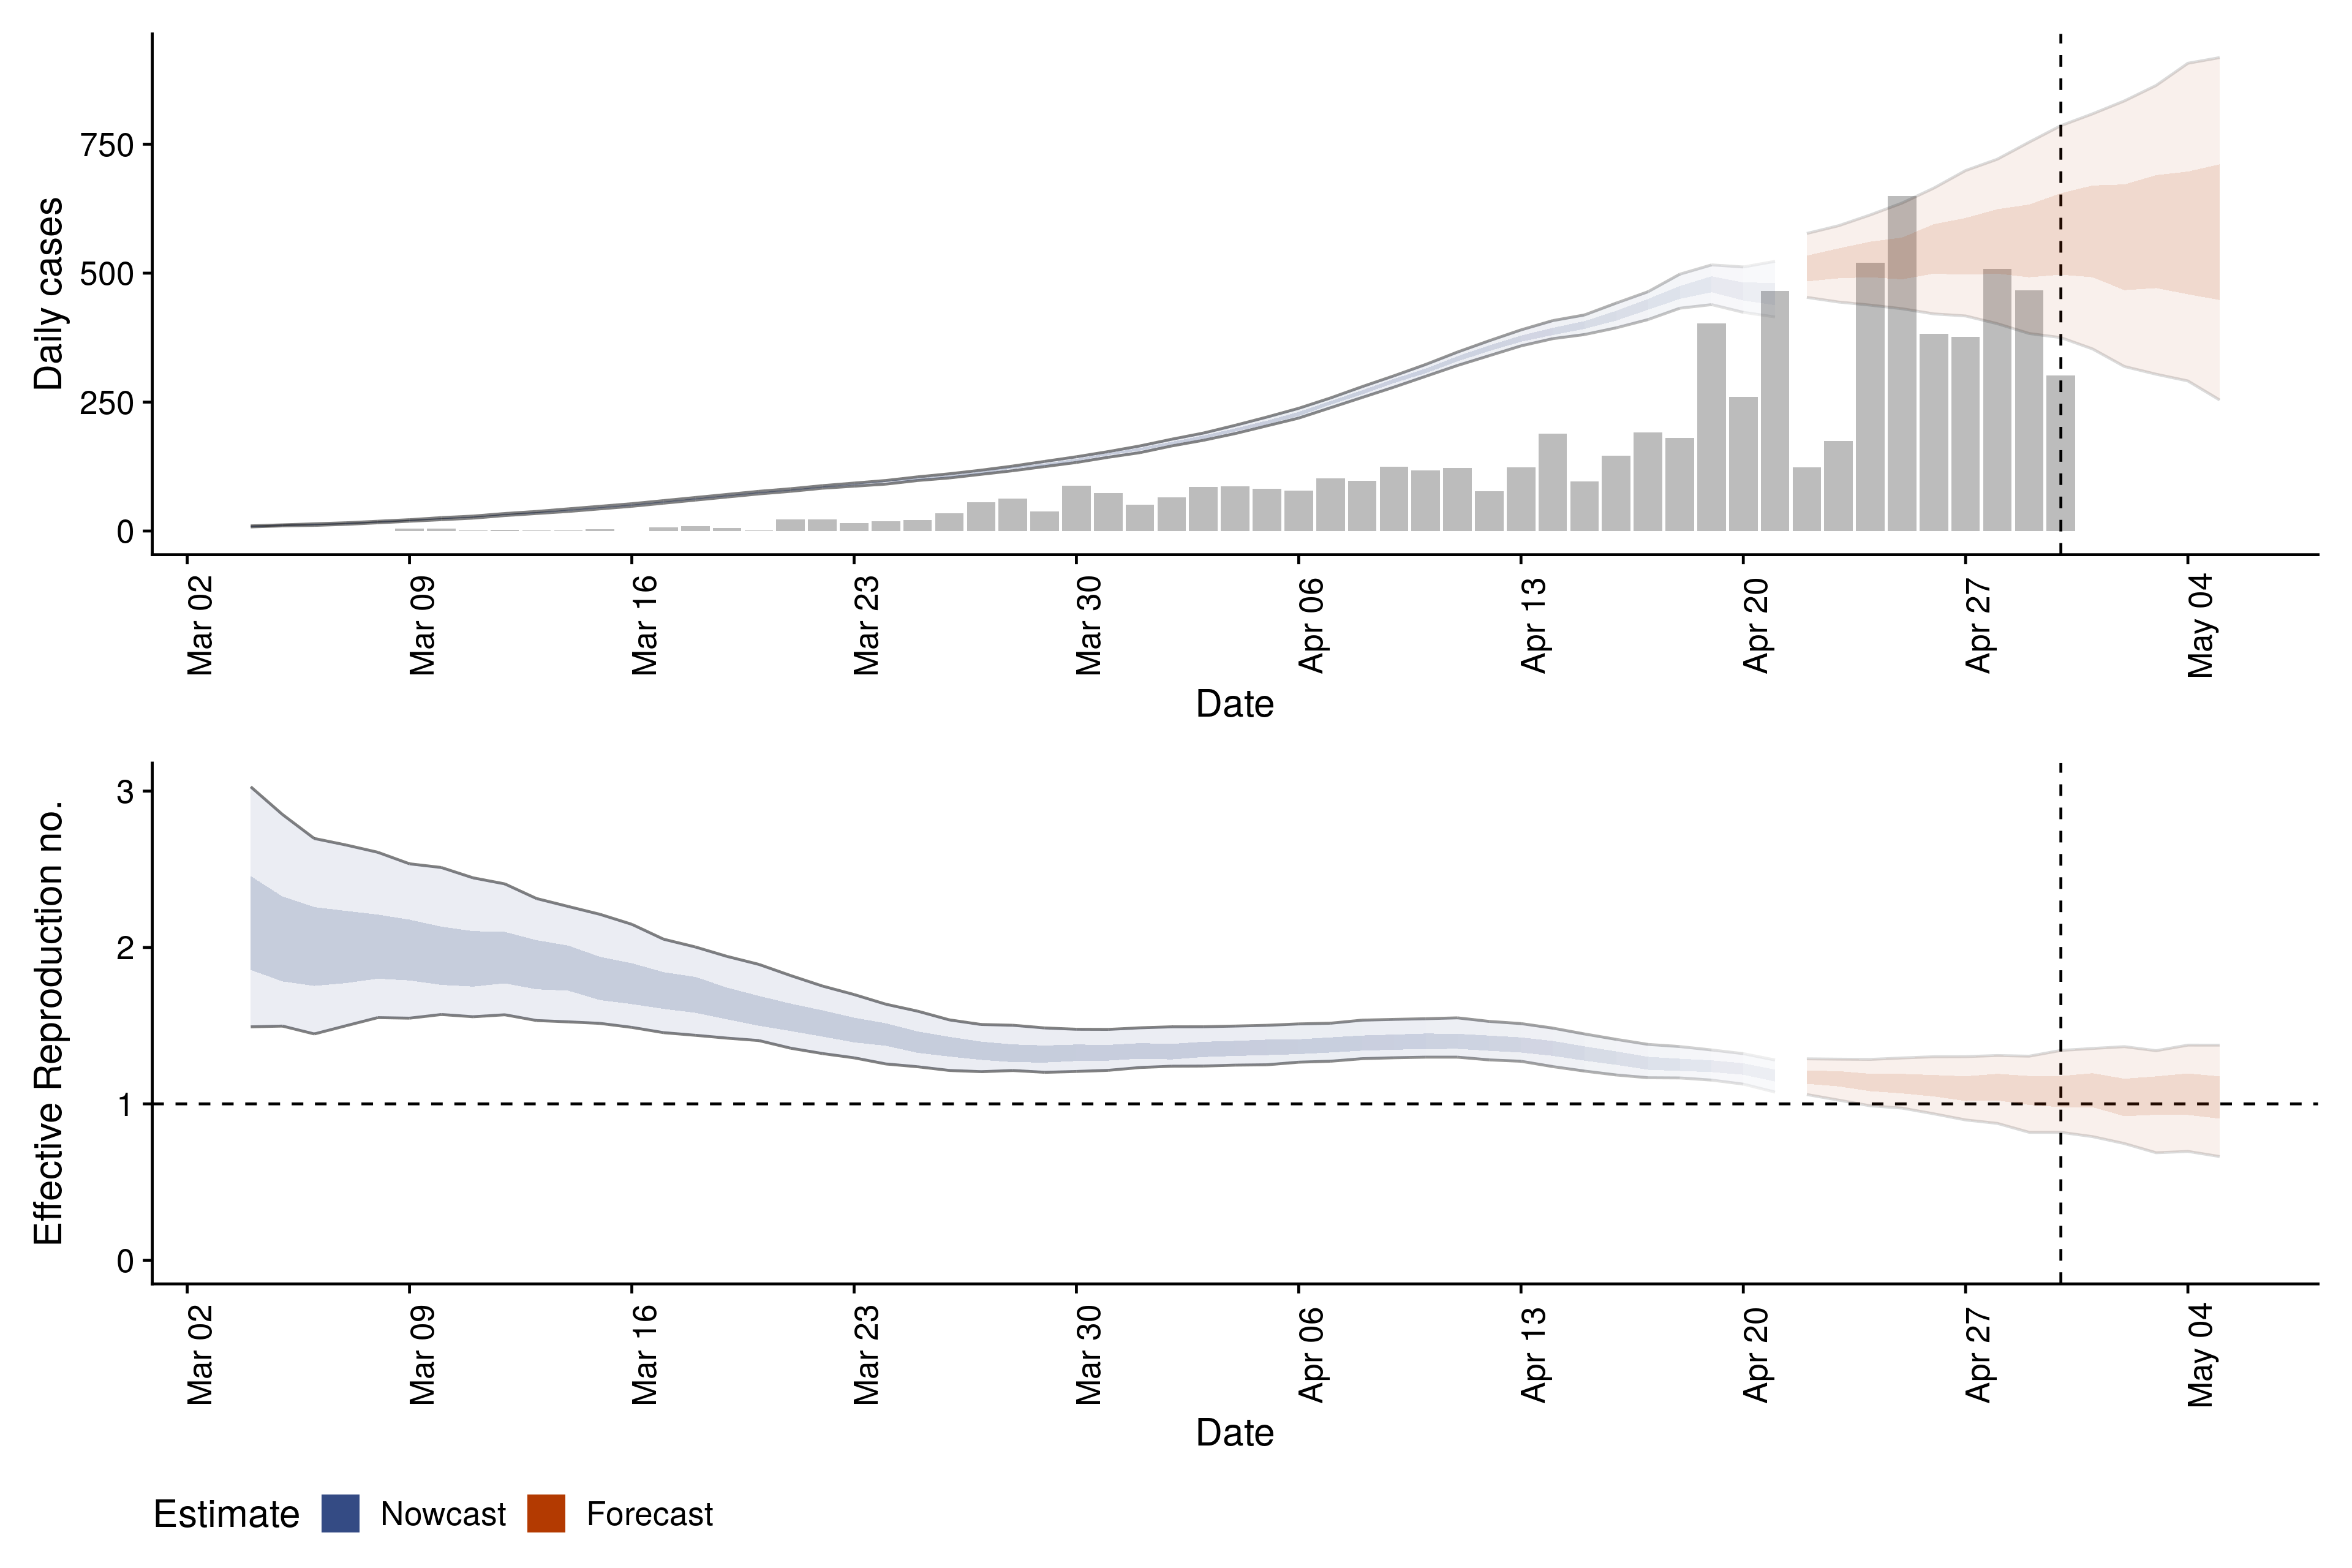 Daily cases
750
500
250
0
Mar 02
Mar 09
Mar 16
Mar 23
Mar 30
Apr 06
Apr 13
Apr 20
Apr 27
May 04
Date
Effective Reproduction no.
3
2
1
0
Mar 02
Mar 09
Mar 16
Mar 23
Mar 30
Apr 06
Apr 13
Apr 20
Apr 27
May 04
Date
Estimate Nowcast Forecast